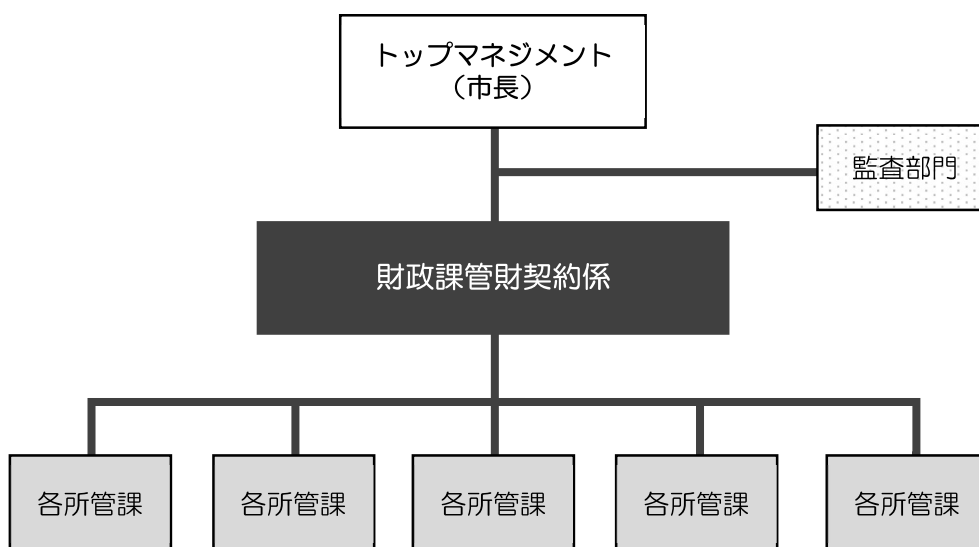 トップマネジメント
（市長）
監査部門
財政課管財契約係
各所管課
各所管課
各所管課
各所管課
各所管課